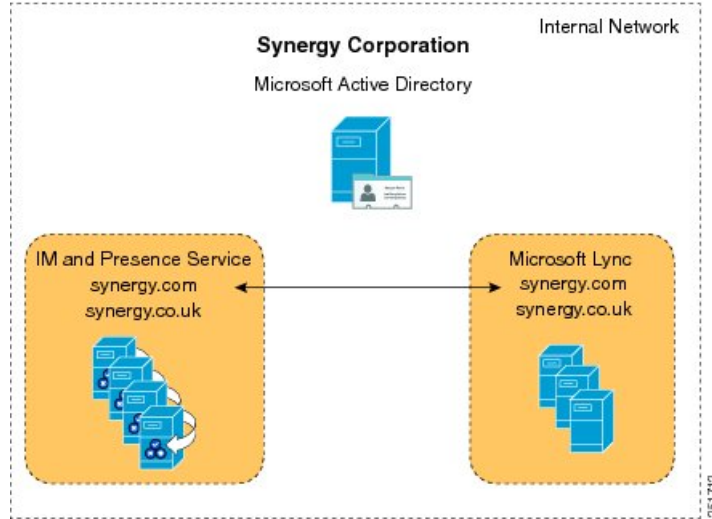 Internal Network
Synergy Corporation
Microsoft Active Directory
IM and Presence Service
synergy.com
synergy.co.uk
Microsoft Lync
synergy.com
synergy.co.uk